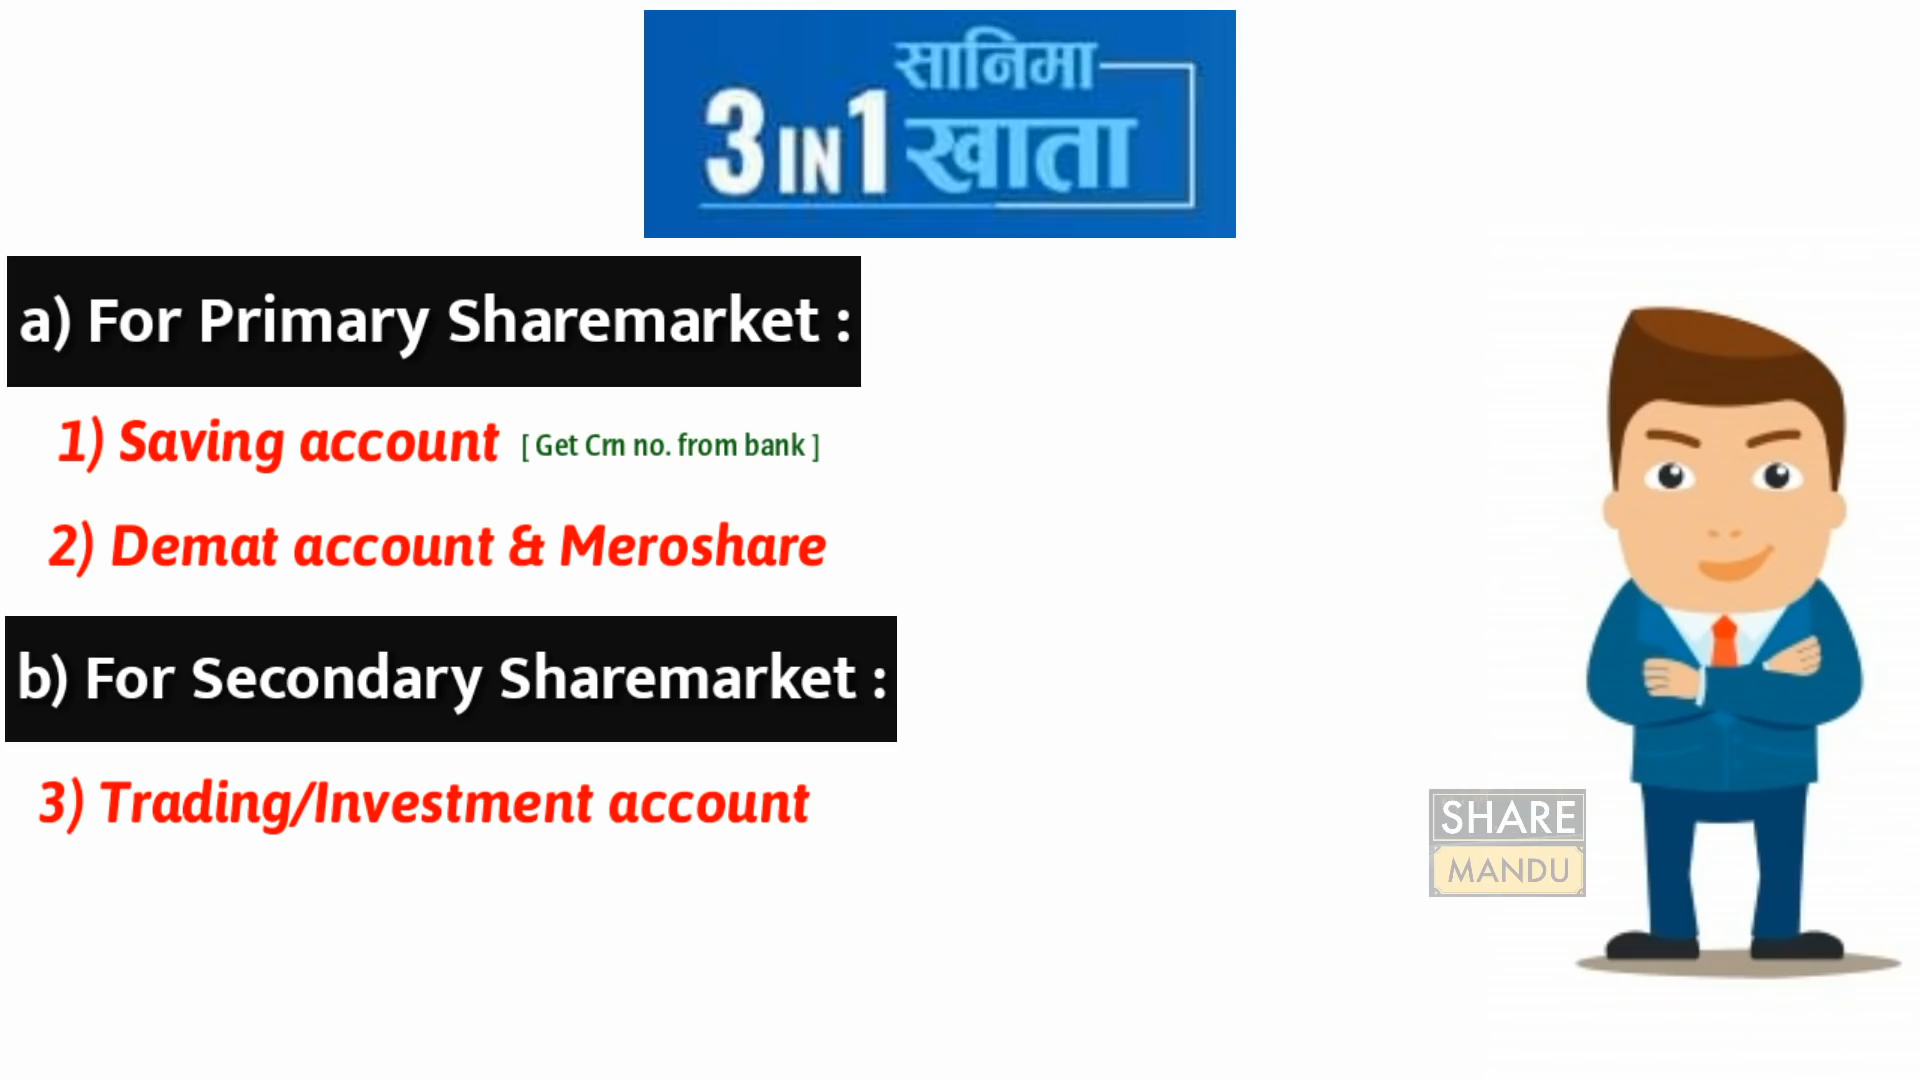 सानिमा
3 IN 1 खाता
a) For Primary Sharemarket :
1) Saving account [ Get Crn no. from bank ]
2) Demat account & Meroshare
b) For Secondary Sharemarket :
3) Trading/Investment account
SHARE
MANDU